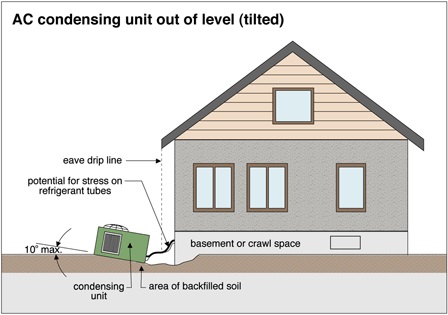 AC condensing unit out of level (tilted)
eave drip line
potential for stress on
refrigerant tubes
10° max.
basement or crawl space
condensing
unit
area of backfilled soil